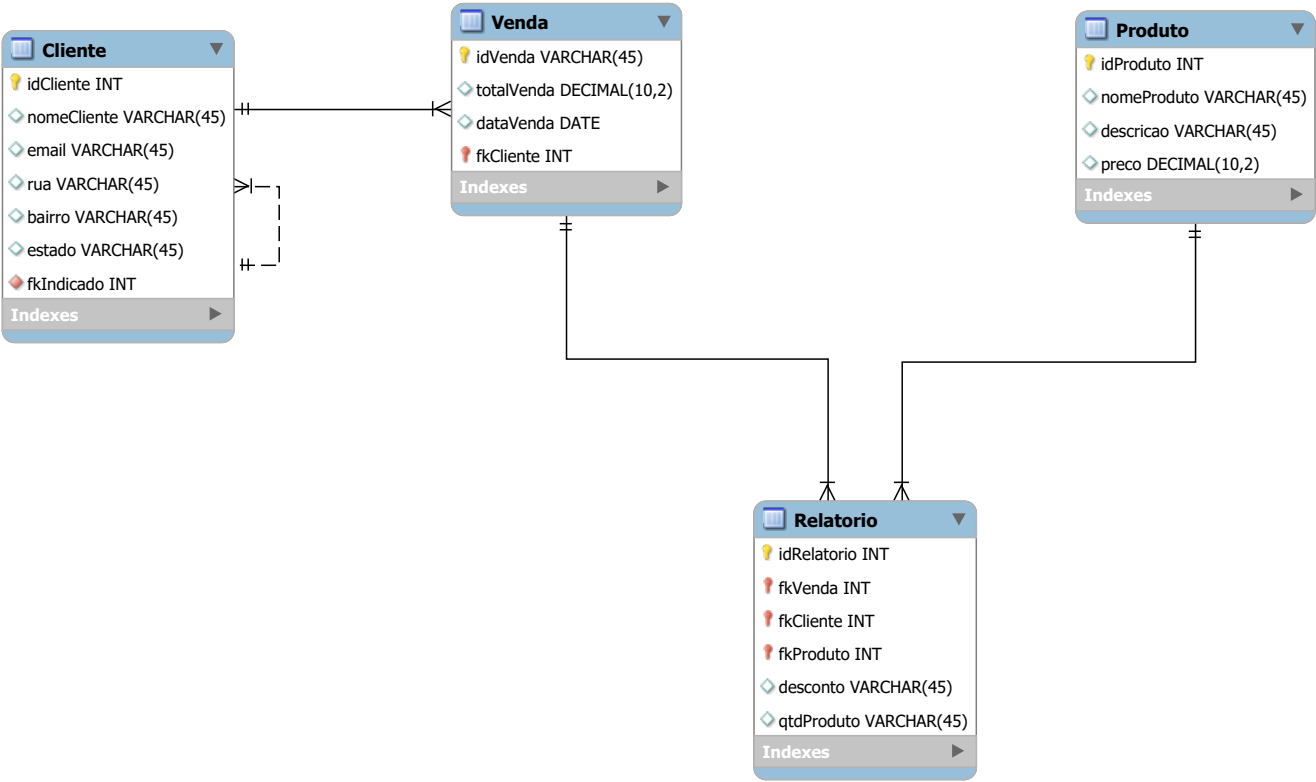 Cliente
idCliente INT
nomeCliente VARCHAR(45)
email VARCHAR(45)
rua VARCHAR(45)
bairro VARCHAR(45)
estado VARCHAR(45)
fkIndicado INT
Indexes
Venda
idVenda VARCHAR(45)
totalVenda DECIMAL(10,2)
dataVenda DATE
fkCliente INT
Indexes
Produto
idProduto INT
nomeProduto VARCHAR(45)
descricao VARCHAR(45)
preco DECIMAL(10,2)
Indexes
Relatorio
idRelatorio INT
fkVenda INT
fkCliente INT
fkProduto INT
desconto VARCHAR(45)
qtdProduto VARCHAR(45)
Indexes